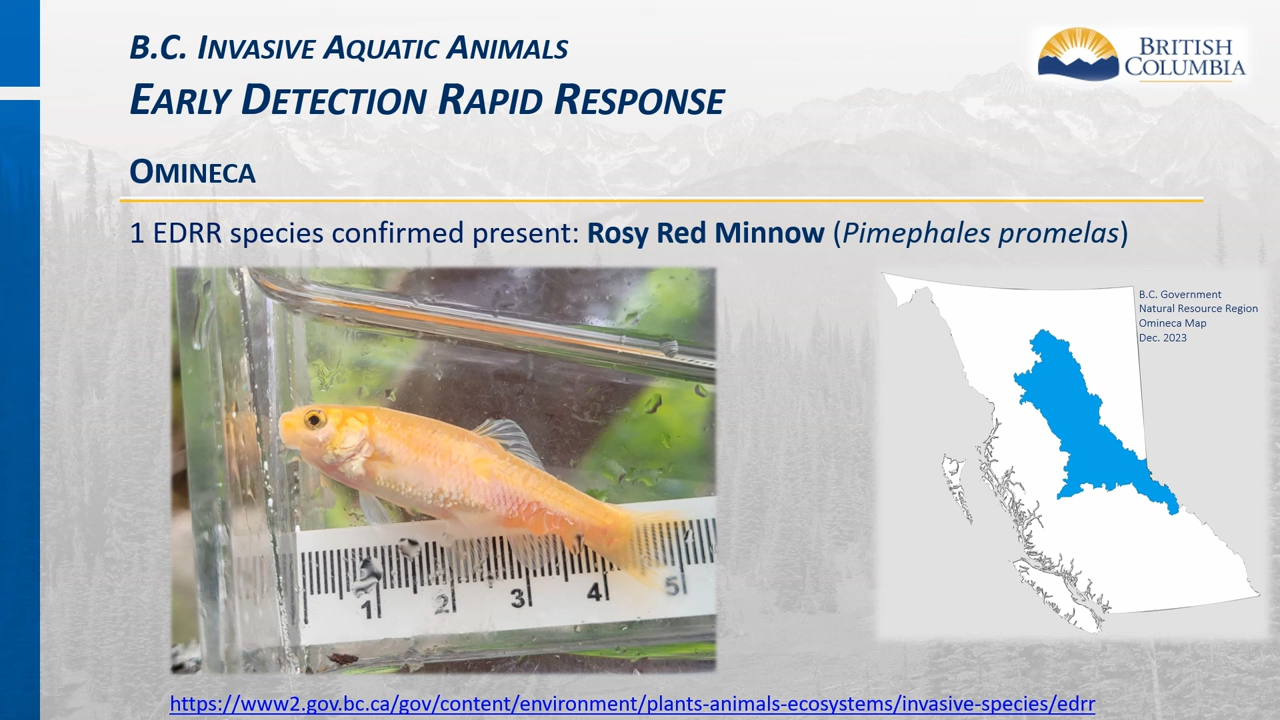 B.C. Invasive Aquatic Animals
Early Detection Rapid Response
British
Columbia
Omineca
1 EDRR species confirmed present: Rosy Red Minnow (Pimephales promelas)
B.C. Government
Natural Resource Region
Omineca Map
Dec. 2023
1 2 3 4 5
https://www2.gov.bc.ca/gov/content/environment/plants-animals-ecosystems/invasive-species/edrr